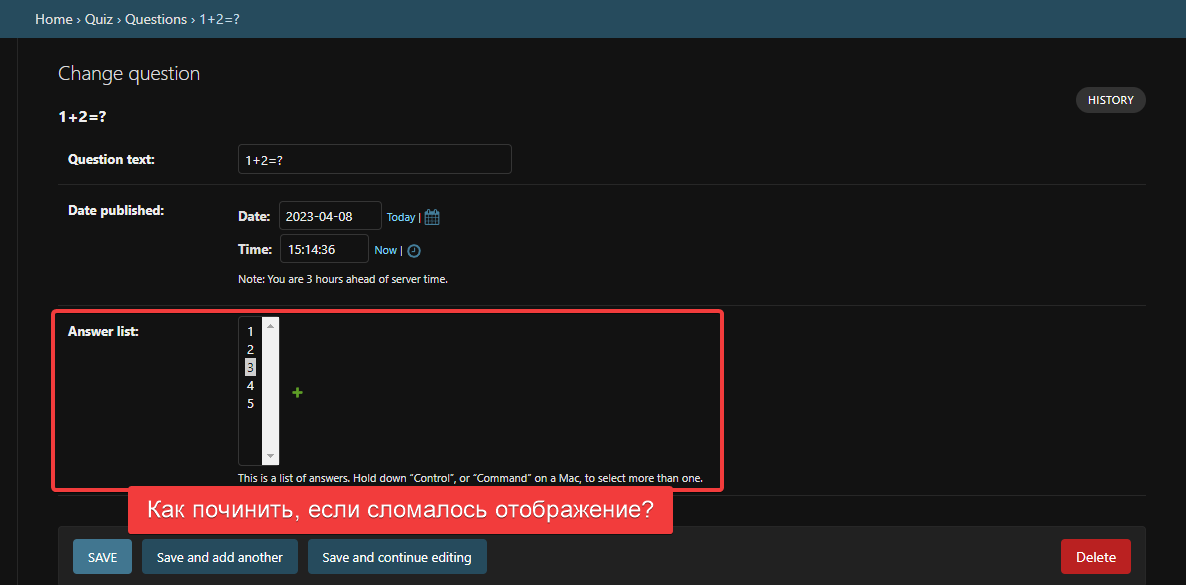 Home › Quiz › Questions › 1+2=?
Change question
HISTORY
1+2=?
Question text:
1+2=?
Date published:
Date: 2023-04-08 Today |
Time: 15:14:36 Now |
Note: You are 3 hours ahead of server time.
Answer list:
1
2
3
4
5
This is a list of answers. Hold down “Control”, or “Command” on a Mac, to select more than one.
Как починить, если сломалось отображение?
SAVE Save and add another Save and continue editing Delete